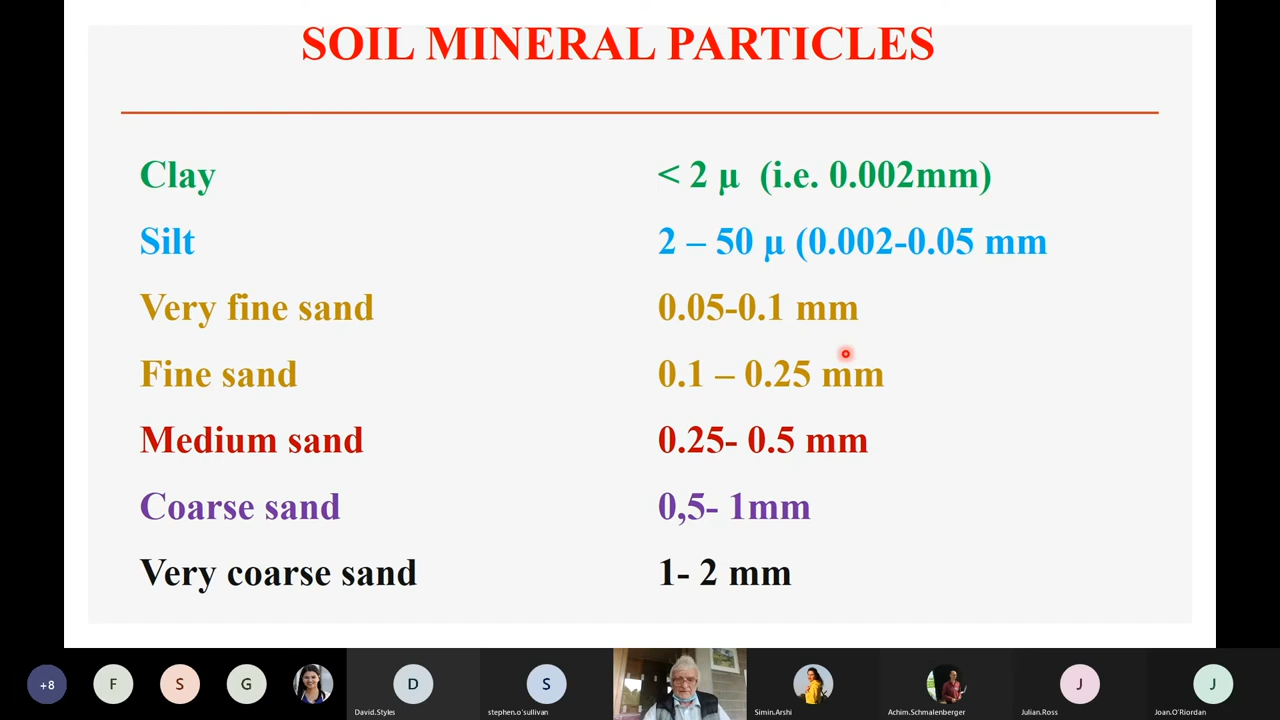 SOIL MINERAL PARTICLES
Clay < 2 µ (i.e. 0.002mm)
Silt 2 – 50 µ (0.002-0.05 mm
Very fine sand 0.05-0.1 mm
Fine sand 0.1 – 0.25 mm
Medium sand 0.25- 0.5 mm
Coarse sand 0,5- 1mm
Very coarse sand 1- 2 mm
+8 F S G D S J J
David.Styles stephen.o'sullivan Simin.Arshi Achim.Schmalenberger Julian.Ross Joan.O'Riordan